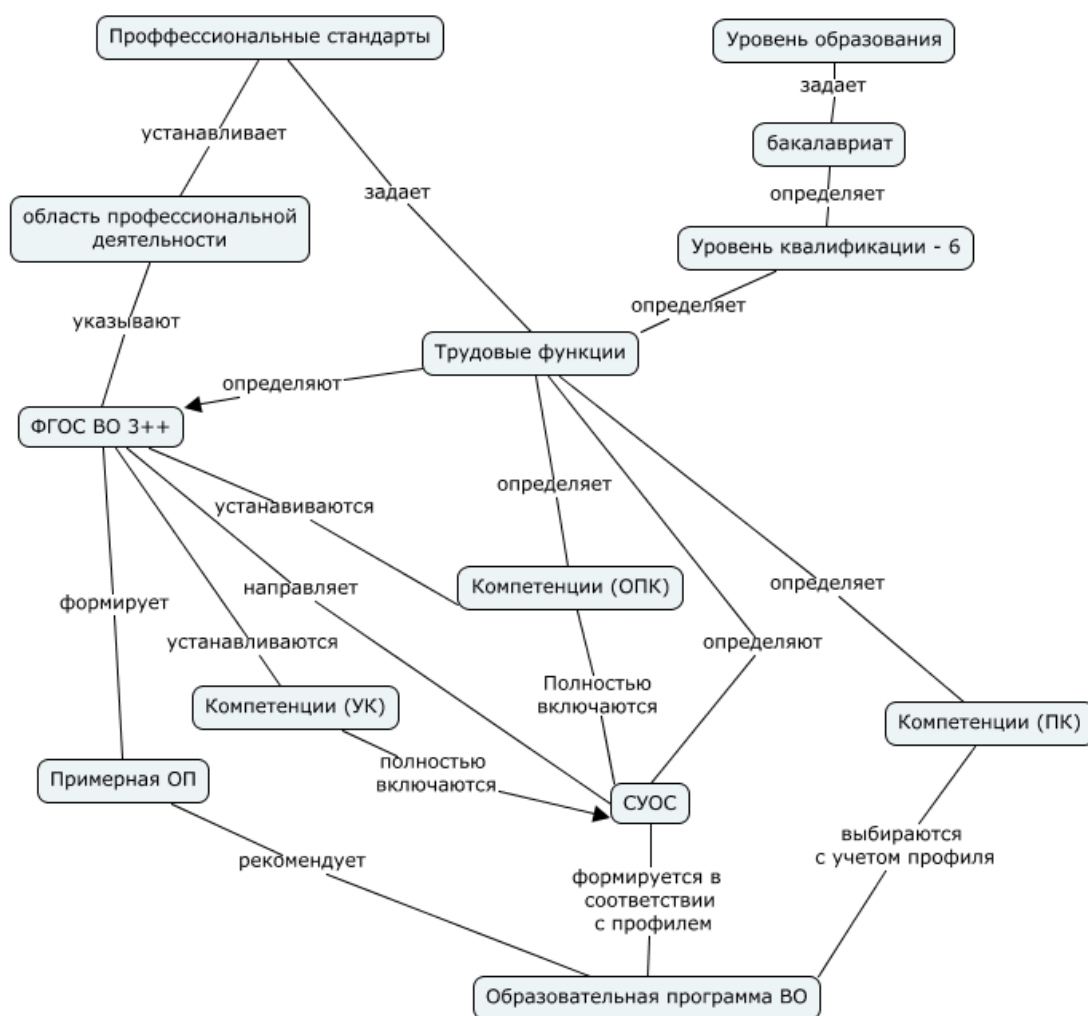 Проффессиональные стандарты
Уровень образования
задает
устанавливает
бакалавриат
задает
определяет
область профессиональной
деятельности
Уровень квалификации - 6
определяет
указывают
Трудовые функции
определяют
ФГОС ВО 3++
определяет
уставиваются
Компетенции (ОПК)
определяет
формирует
направляет
устанавливаются
определяют
Полностью
включаются
Компетенции (УК)
Компетенции (ПК)
полностью
включаются
Примерная ОП
СУОС
выбираются
с учетом профиля
рекомендует
формируется в
соответствии
с профилем
Образовательная программа ВО